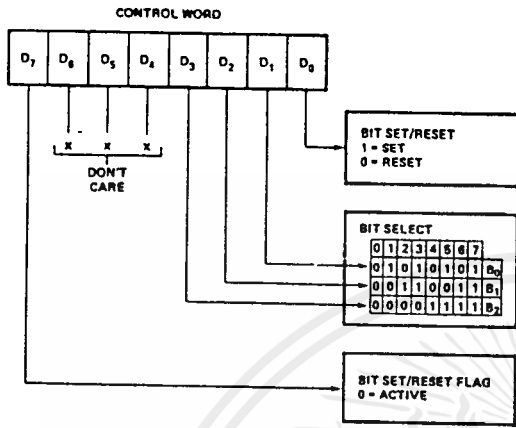 CONTROL WORD
D7 D6 D5 D4 D3 D2 D1 D0
X X X
DON'T
CARE
BIT SET/RESET
1 = SET
0 = RESET
BIT SELECT
0 1 2 3 4 5 6 7
0 1 0 1 0 1 0 1 B0
0 0 1 1 0 0 1 1 B1
0 0 0 0 1 1 1 1 B2
BIT SET/RESET FLAG
0 = ACTIVE